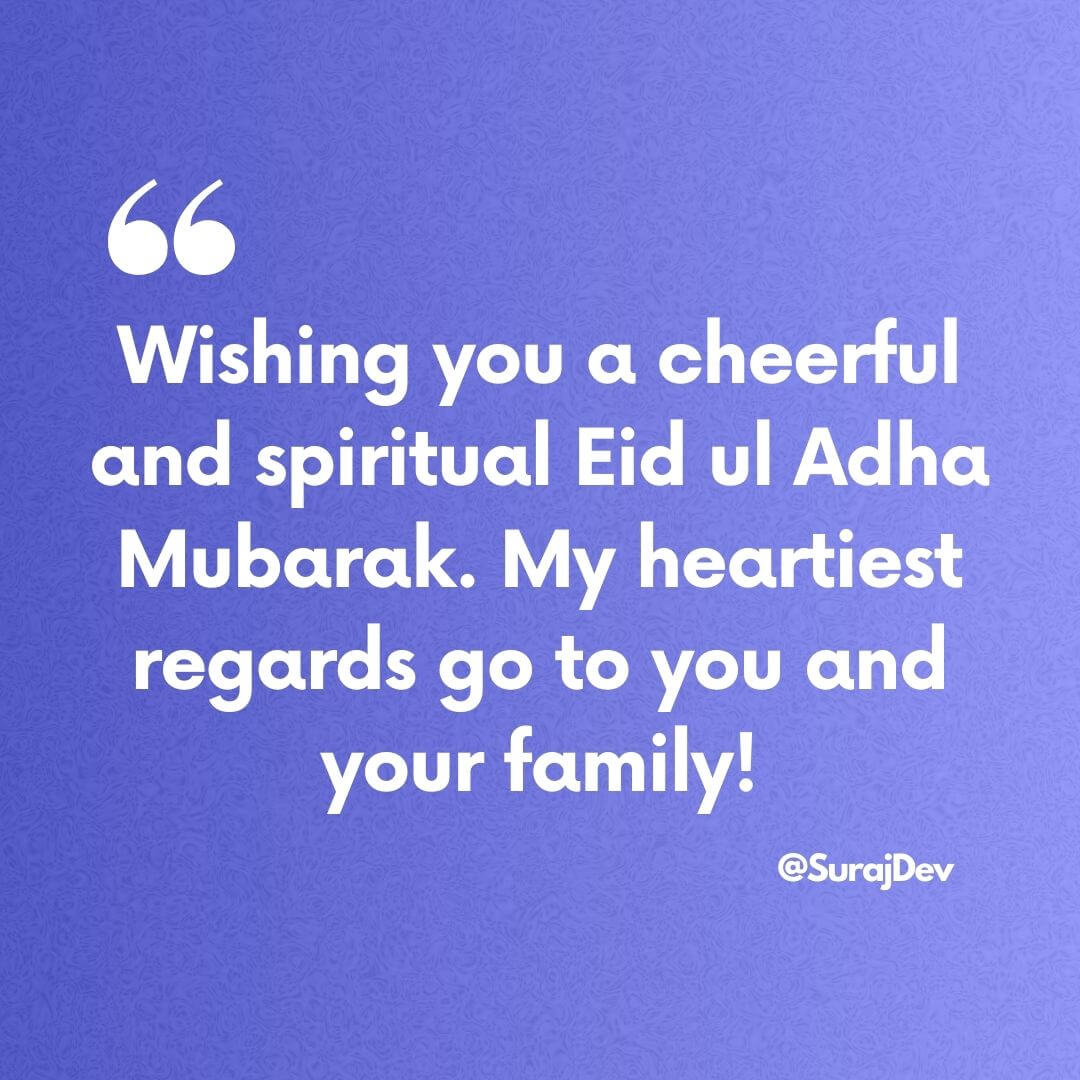 “
Wishing you a cheerful
and spiritual Eid ul Adha
Mubarak. My heartiest
regards go to you and
your family!
@SurajDev